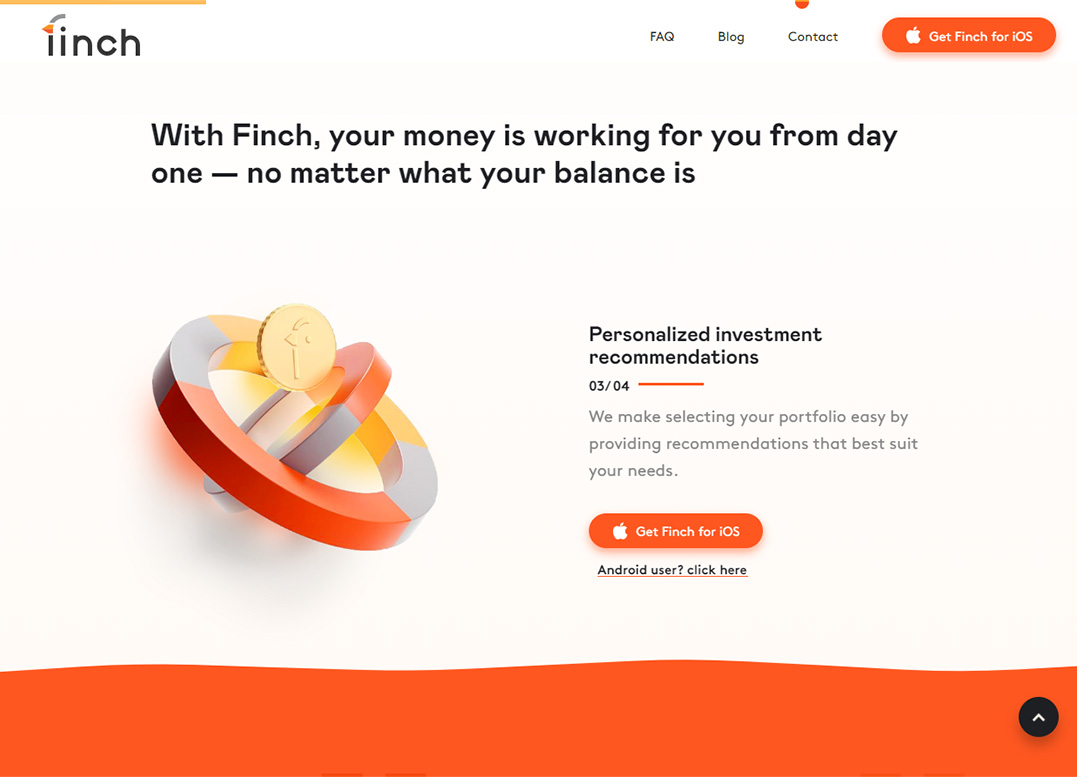 finch
FAQ
Blog
Contact
Get Finch for iOS
With Finch, your money is working for you from day
one — no matter what your balance is
Personalized investment
recommendations
03/04
We make selecting your portfolio easy by
providing recommendations that best suit
your needs.
Get Finch for iOS
Android user? click here